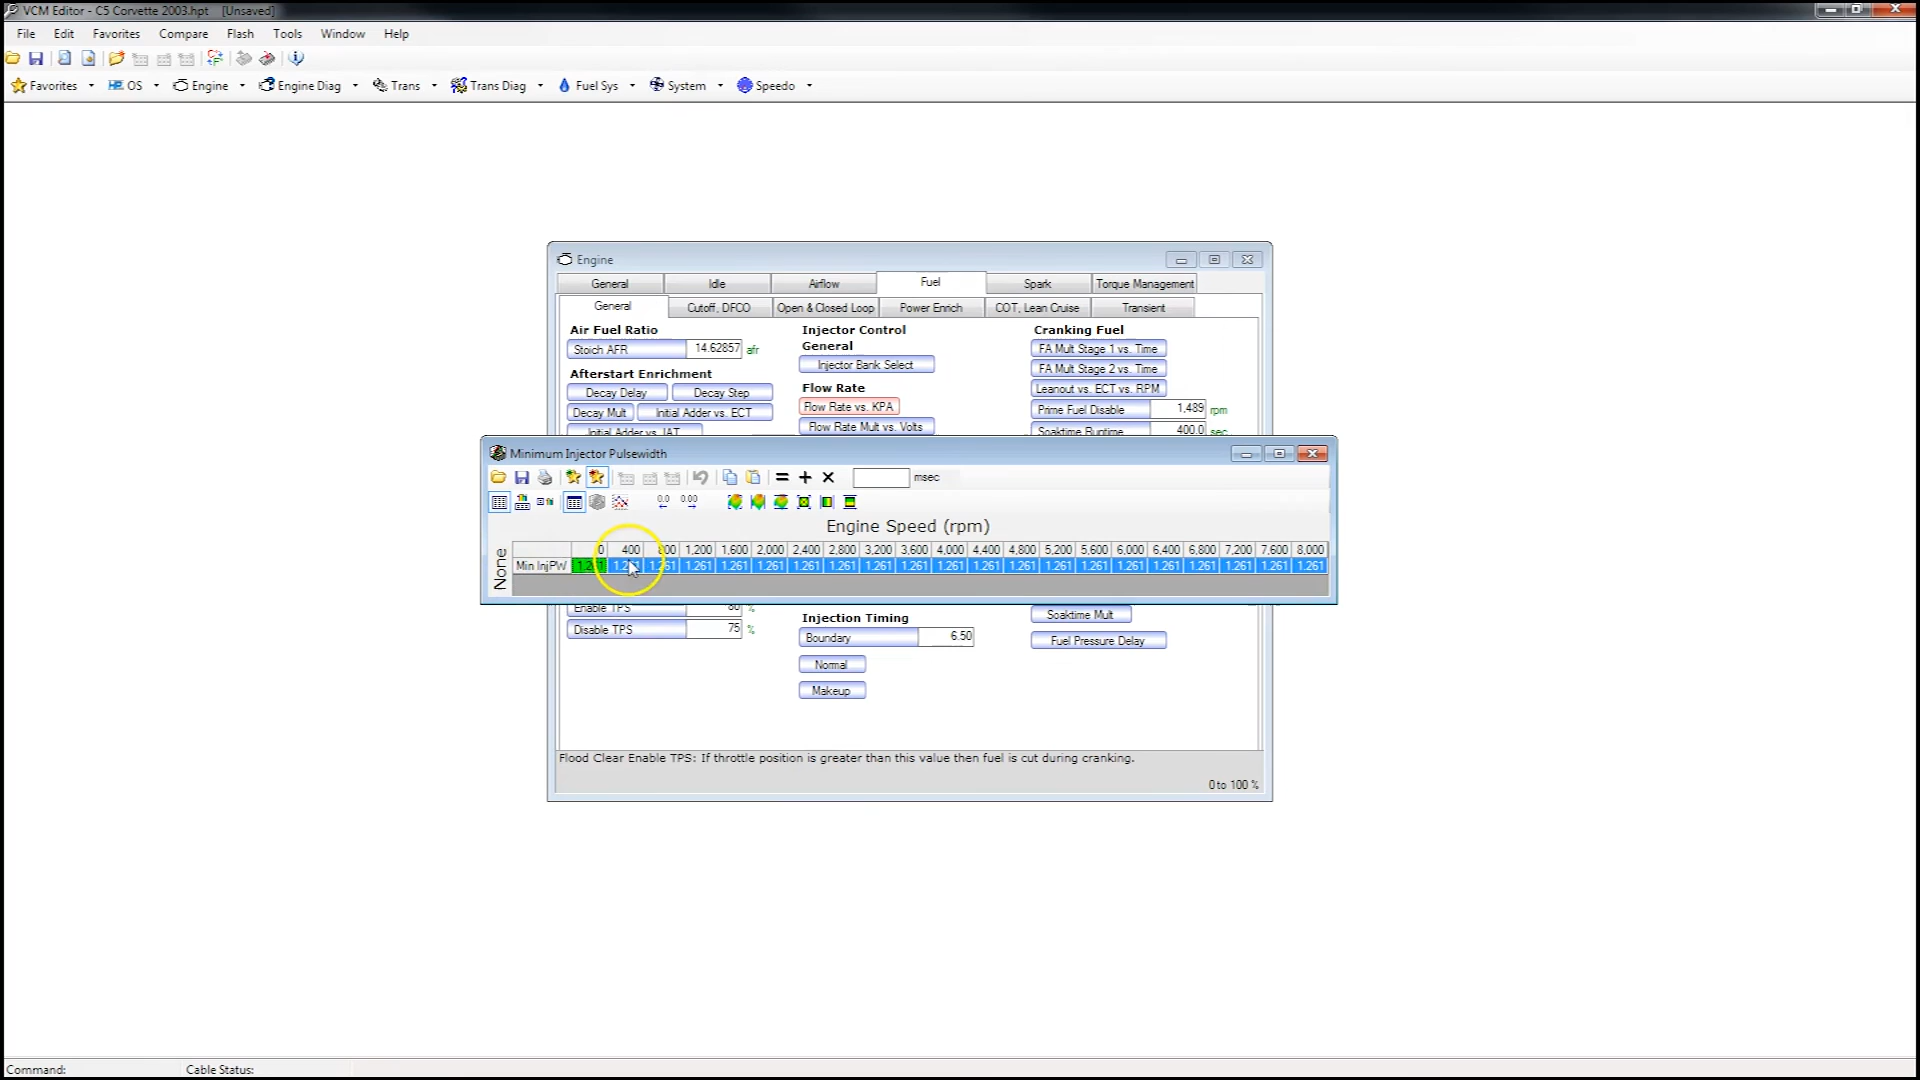 VCM Editor - C5 Corvette 2003.hpt [Unsaved]
File Edit Favorites Compare Flash Tools Window Help
Favorites OS Engine Engine Diag Trans Trans Diag Fuel Sys System Speedo
Engine
General Idle Airflow Fuel Spark Torque Management
General Cutoff, DFCO Open & Closed Loop Power Enrich COT, Lean Cruise Transient
Air Fuel Ratio
Stoich AFR 14.62857 afr
Afterstart Enrichment
Decay Delay Decay Step
Decay Mult Initial Adder vs. ECT
Initial Adder vs. IAT
Injector Control
General
Injector Bank Select
Flow Rate
Flow Rate vs. KPA
Flow Rate Mult vs. Volts
Cranking Fuel
FA Mult Stage 1 vs. Time
FA Mult Stage 2 vs. Time
Leanout vs. ECT vs. RPM
Prime Fuel Disable 1,489 rpm
Soaktime Runtime 400.0 sec
Minimum Injector Pulsewidth
msec
Engine Speed (rpm)
None
0 400 800 1,200 1,600 2,000 2,400 2,800 3,200 3,600 4,000 4,400 4,800 5,200 5,600 6,000 6,400 6,800 7,200 7,600 8,000
Min InjPW 1.261 1.261 1.261 1.261 1.261 1.261 1.261 1.261 1.261 1.261 1.261 1.261 1.261 1.261 1.261 1.261 1.261 1.261 1.261 1.261 1.261
Enable TPS 80 %
Disable TPS 75 %
Injection Timing
Boundary 6.50
Normal
Makeup
Soaktime Mult
Fuel Pressure Delay
Flood Clear Enable TPS: If throttle position is greater than this value then fuel is cut during cranking.
0 to 100 %
Command: Cable Status: